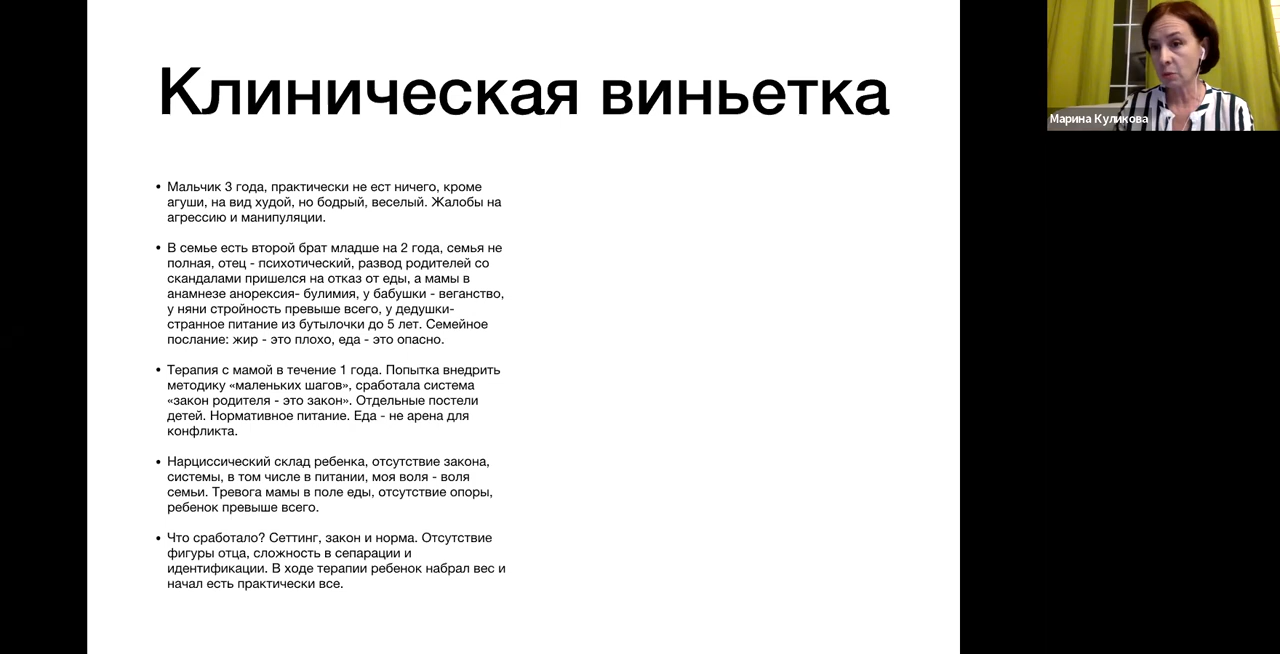 Клиническая виньетка
• Мальчик 3 года, практически не ест ничего, кроме
агуши, на вид худой, но бодрый, веселый. Жалобы на
агрессию и манипуляции.
• В семье есть второй брат младше на 2 года, семья не
полная, отец - психотический, развод родителей со
скандалами пришелся на отказ от еды, а мамы в
анамнезе анорексия- булимия, у бабушки - веганство,
у няни стройность превыше всего, у дедушки-
странное питание из бутылочки до 5 лет. Семейное
послание: жир - это плохо, еда - это опасно.
• Терапия с мамой в течение 1 года. Попытка внедрить
методику «маленьких шагов», сработала система
«закон родителя - это закон». Отдельные постели
детей. Нормативное питание. Еда - не арена для
конфликта.
• Нарциссический склад ребенка, отсутствие закона,
системы, в том числе в питании, моя воля - воля
семьи. Тревога мамы в поле еды, отсутствие опоры,
ребенок превыше всего.
• Что сработало? Сеттинг, закон и норма. Отсутствие
фигуры отца, сложность в сепарации и
идентификации. В ходе терапии ребенок набрал вес и
начал есть практически все.
Марина Куликова